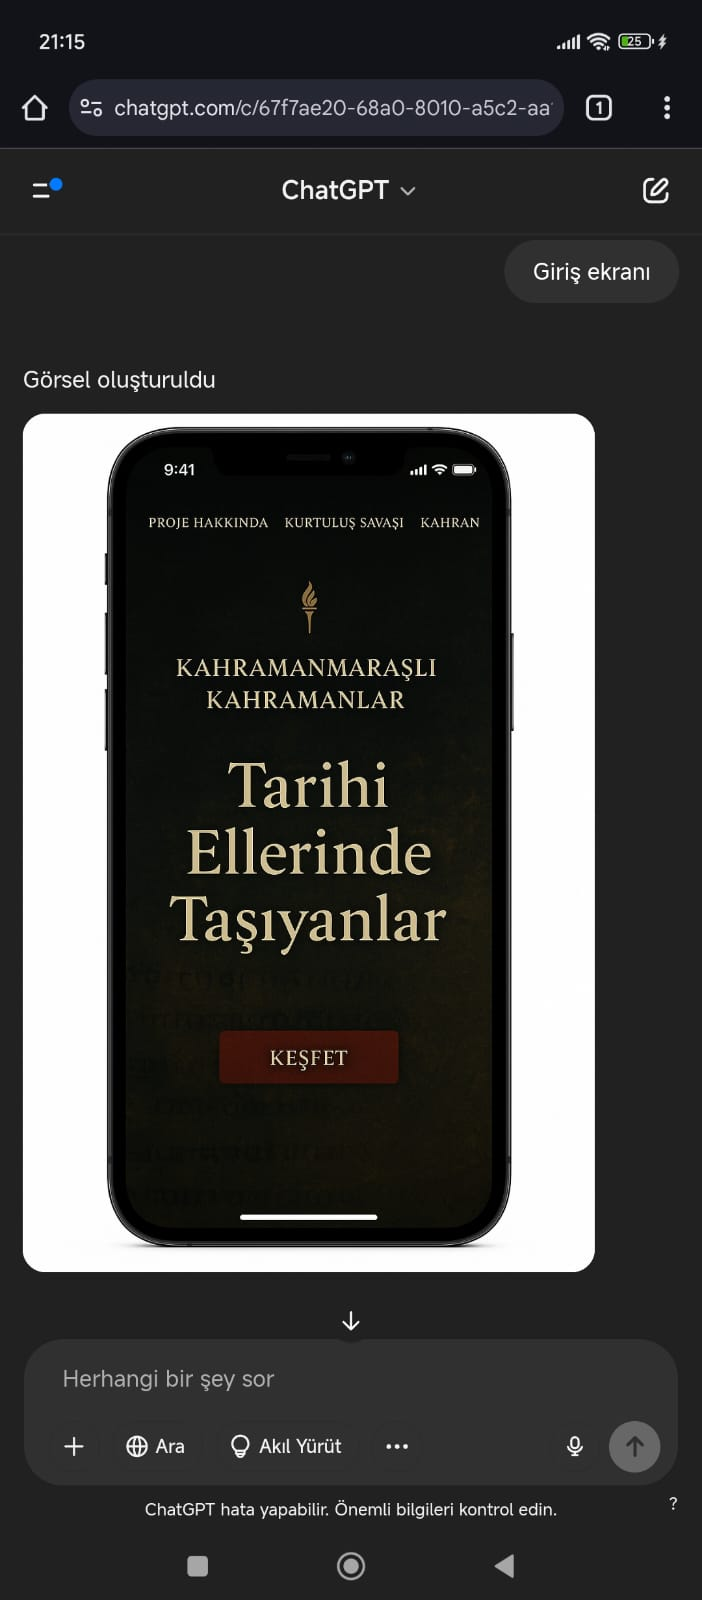 21:15
25
chatgpt.com/c/67f7ae20-68a0-8010-a5c2-aa
1
ChatGPT
Giriş ekranı
Görsel oluşturuldu
9:41
PROJE HAKKINDA KURTULUŞ SAVAŞI KAHRAN
KAHRAMANMARAŞLI
KAHRAMANLAR
Tarihi
Ellerinde
Taşıyanlar
KEŞFET
Herhangi bir şey sor
Ara Akıl Yürüt
ChatGPT hata yapabilir. Önemli bilgileri kontrol edin.
?